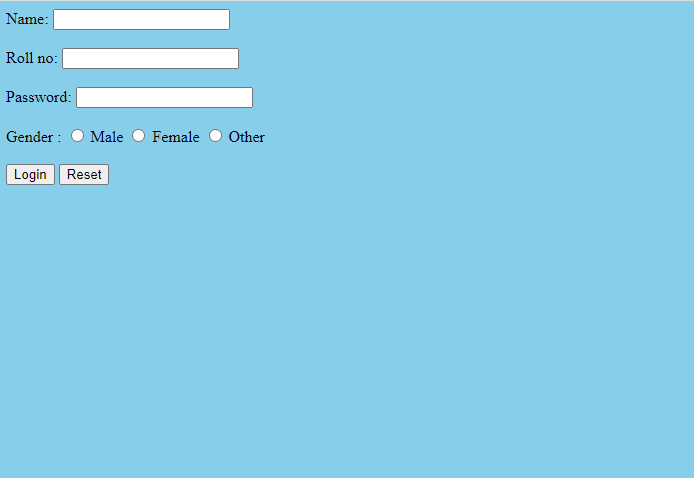 Name:
Roll no:
Password:
Gender : Male Female Other
Login Reset